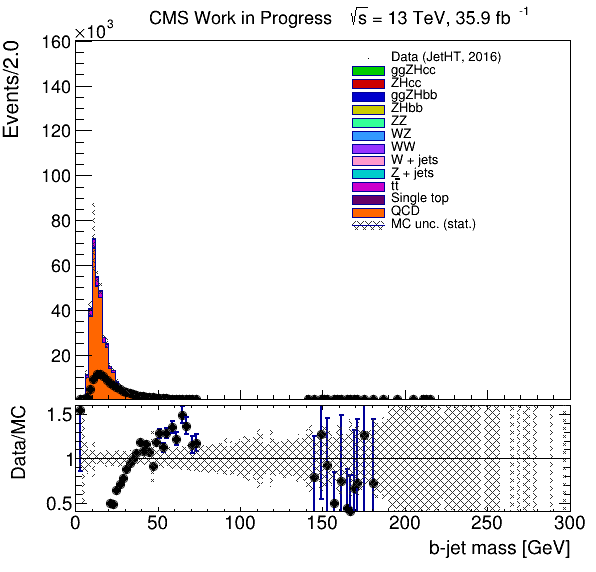 CMS Work in Progress √s = 13 TeV, 35.9 fb⁻¹
×10³
Events/2.0
160
140
120
100
80
60
40
20
Data (JetHT, 2016)
ggZHcc
ZHcc
ggZHbb
ZHbb
ZZ
WZ
WW
W + jets
Z + jets
tt̄
Single top
QCD
MC unc. (stat.)
Data/MC
1.5
1
0.5
0 50 100 150 200 250 300
b-jet mass [GeV]